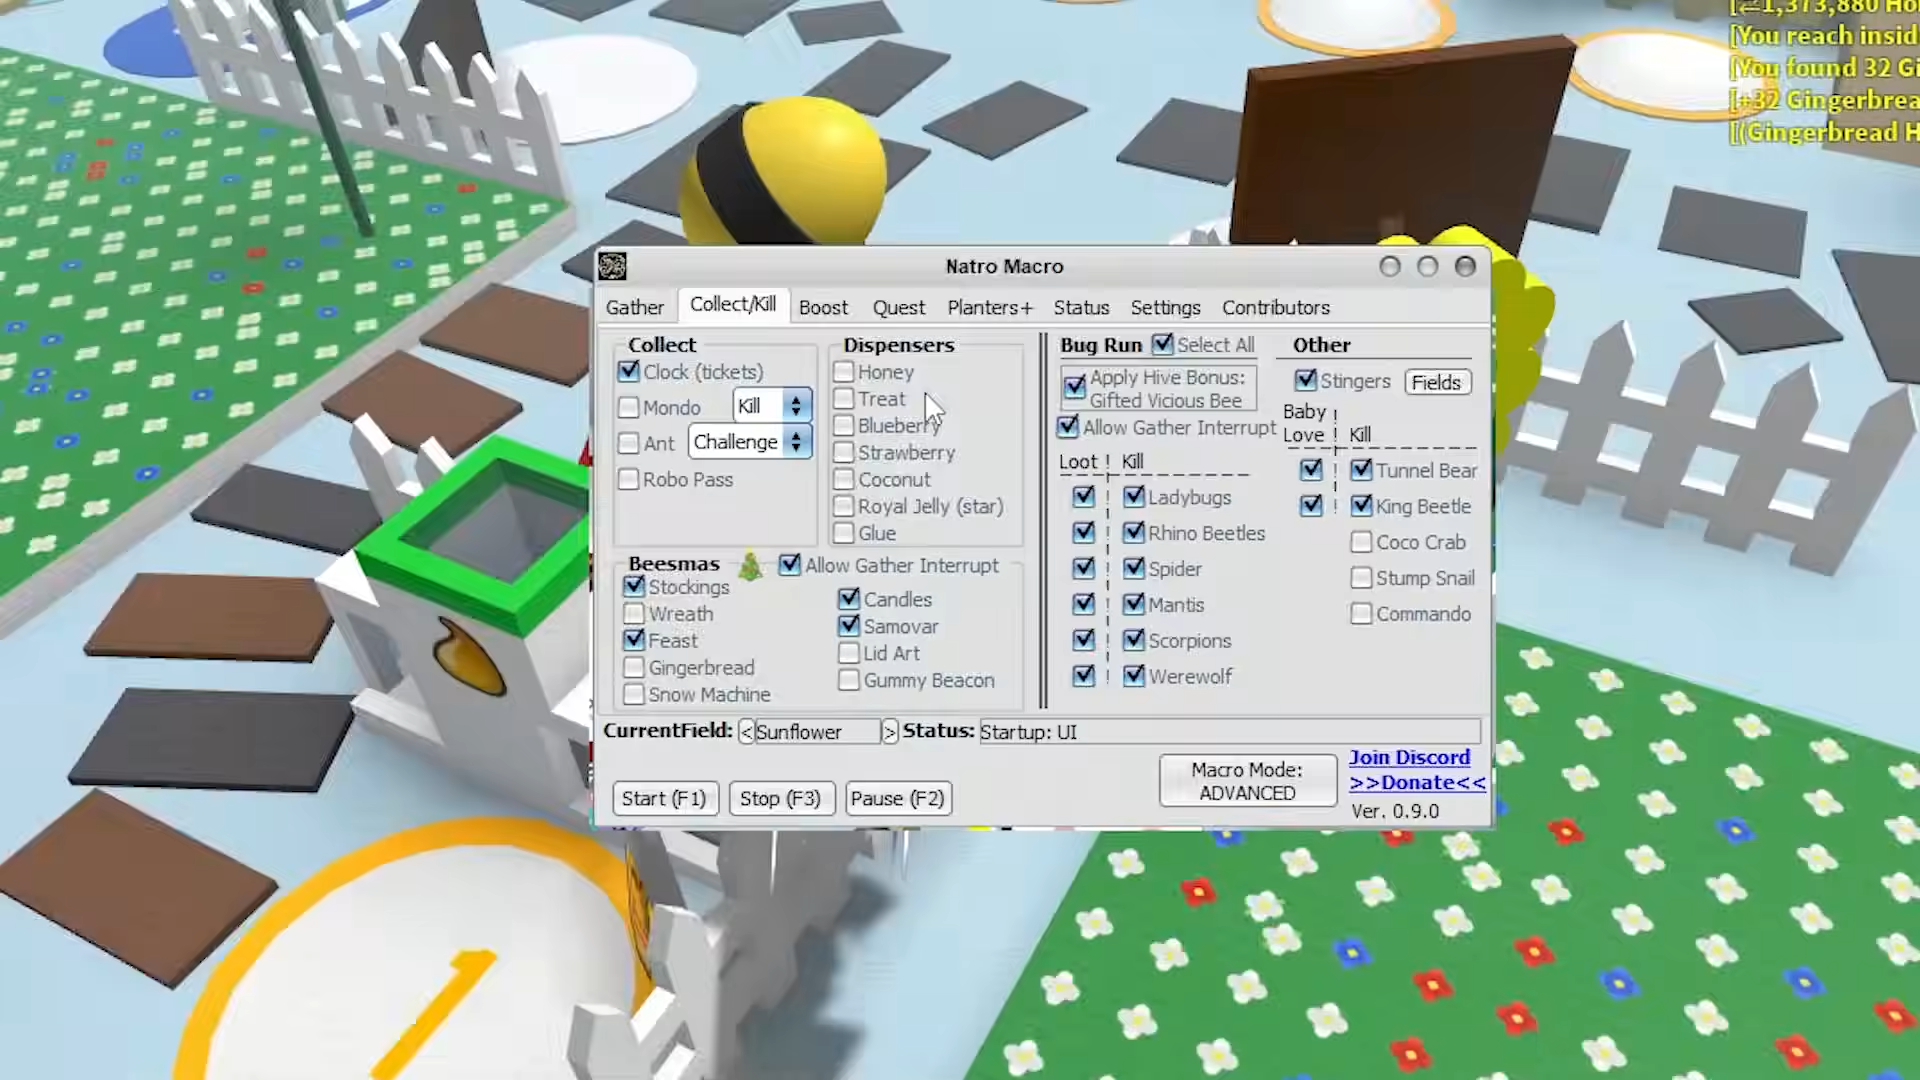 1,373,880 Ho
[You reach insid
[You found 32 Gi
[+32 Gingerbrea
[(Gingerbread H
Natro Macro
Gather Collect/Kill Boost Quest Planters+ Status Settings Contributors
Collect
Clock (tickets)
Mondo Kill
Ant Challenge
Robo Pass
Dispensers
Honey
Treat
Blueberry
Strawberry
Coconut
Royal Jelly (star)
Glue
Beesmas Allow Gather Interrupt
Stockings
Wreath
Feast
Gingerbread
Snow Machine
Candles
Samovar
Lid Art
Gummy Beacon
Bug Run Select All
Apply Hive Bonus:
Gifted Vicious Bee
Allow Gather Interrupt
Loot ! Kill
! Ladybugs
! Rhino Beetles
! Spider
! Mantis
! Scorpions
! Werewolf
Other
Stingers Fields
Baby !
Love ! Kill
! Tunnel Bear
! King Beetle
Coco Crab
Stump Snail
Commando
CurrentField: < Sunflower > Status: Startup: UI
Start (F1) Stop (F3) Pause (F2)
Macro Mode:
ADVANCED
Join Discord
>>Donate<<
Ver. 0.9.0
1